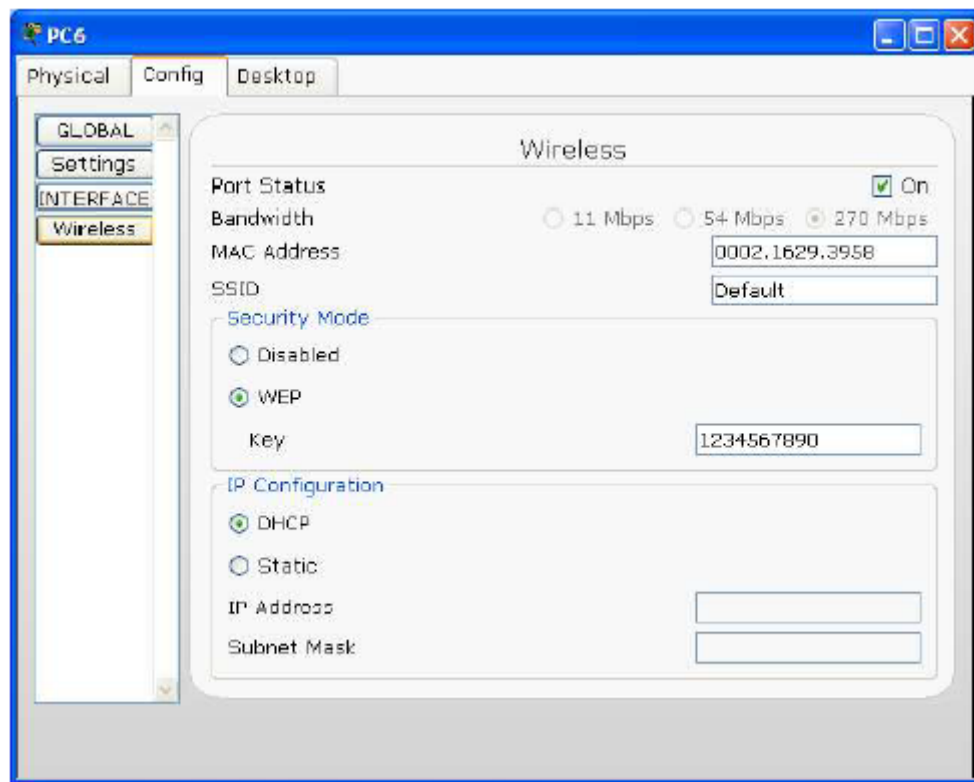 PC6
Physical Config Desktop
GLOBAL
Settings
INTERFACE
Wireless
Wireless
Port Status On
Bandwidth 11 Mbps 54 Mbps 270 Mbps
MAC Address 0002.1629.3958
SSID Default
Security Mode
Disabled
WEP
Key 1234567890
IP Configuration
DHCP
Static
IP Address
Subnet Mask